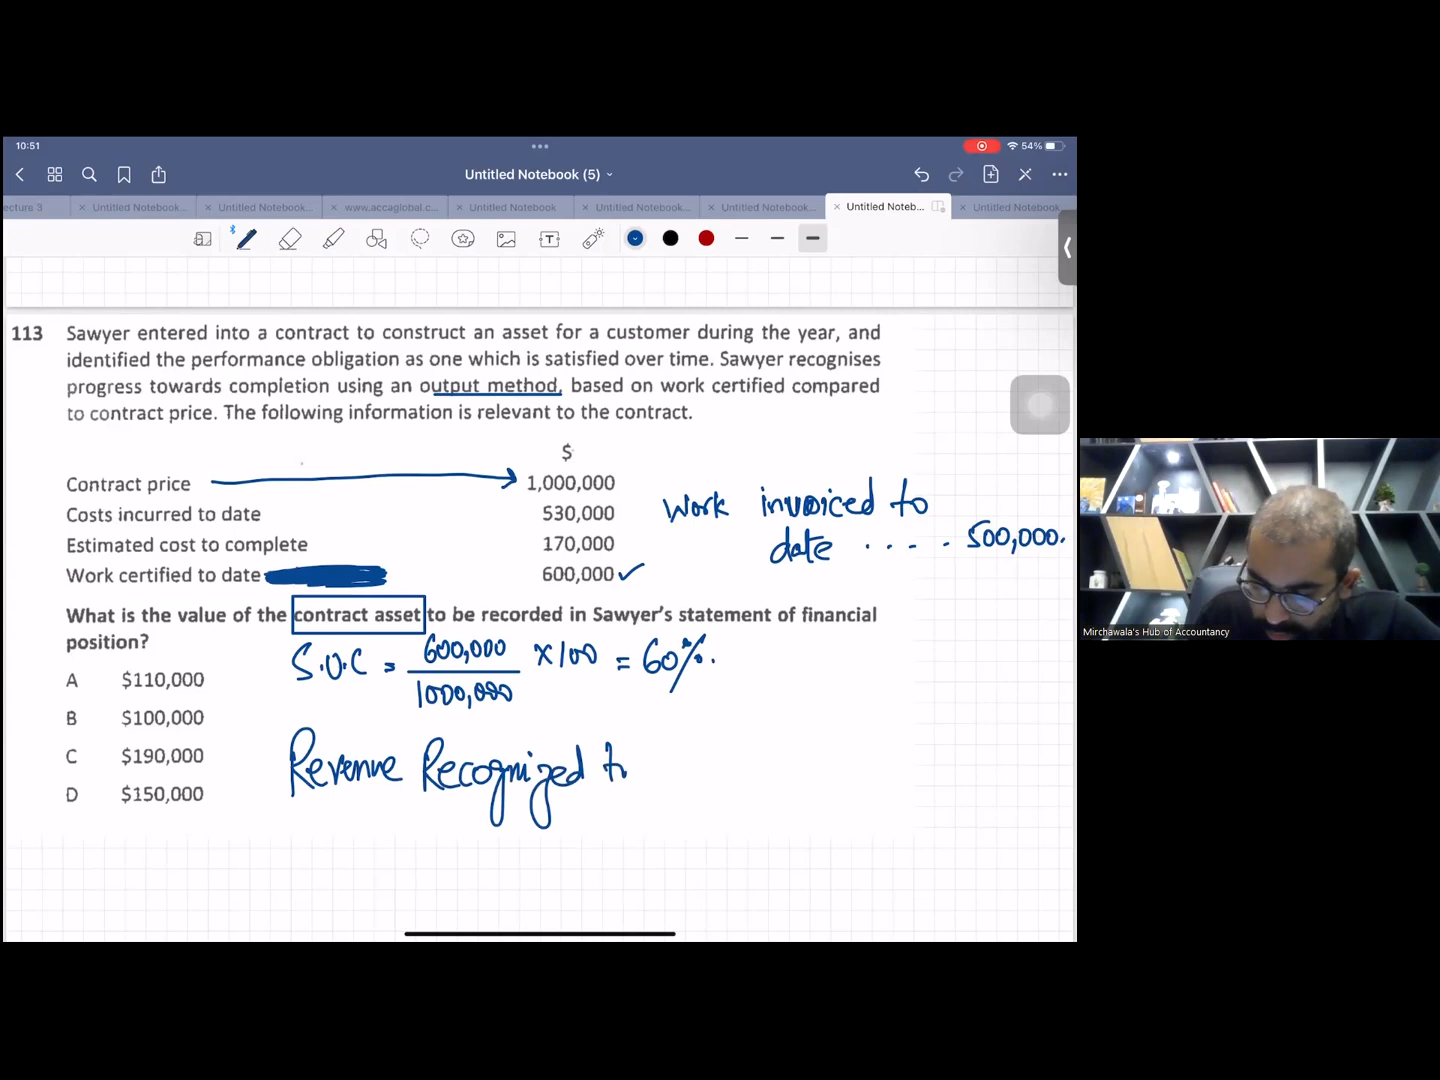 10:51
54%
Untitled Notebook (5)
ecture 3
Untitled Notebook...
Untitled Notebook...
www.accaglobal.c...
Untitled Notebook
Untitled Notebook...
Untitled Notebook...
Untitled Noteb...
Untitled Notebook
113 Sawyer entered into a contract to construct an asset for a customer during the year, and
identified the performance obligation as one which is satisfied over time. Sawyer recognises
progress towards completion using an output method, based on work certified compared
to contract price. The following information is relevant to the contract.
$
Contract price 1,000,000
Costs incurred to date 530,000
Estimated cost to complete 170,000
Work certified to date 600,000
Work invoiced to
date ..... 500,000.
What is the value of the contract asset to be recorded in Sawyer's statement of financial
position?
S.O.C = 600,000 / 1000,000 x100 = 60%.
A $110,000
B $100,000
C $190,000
D $150,000
Revenue Recognized t
Mirchawala's Hub of Accountancy